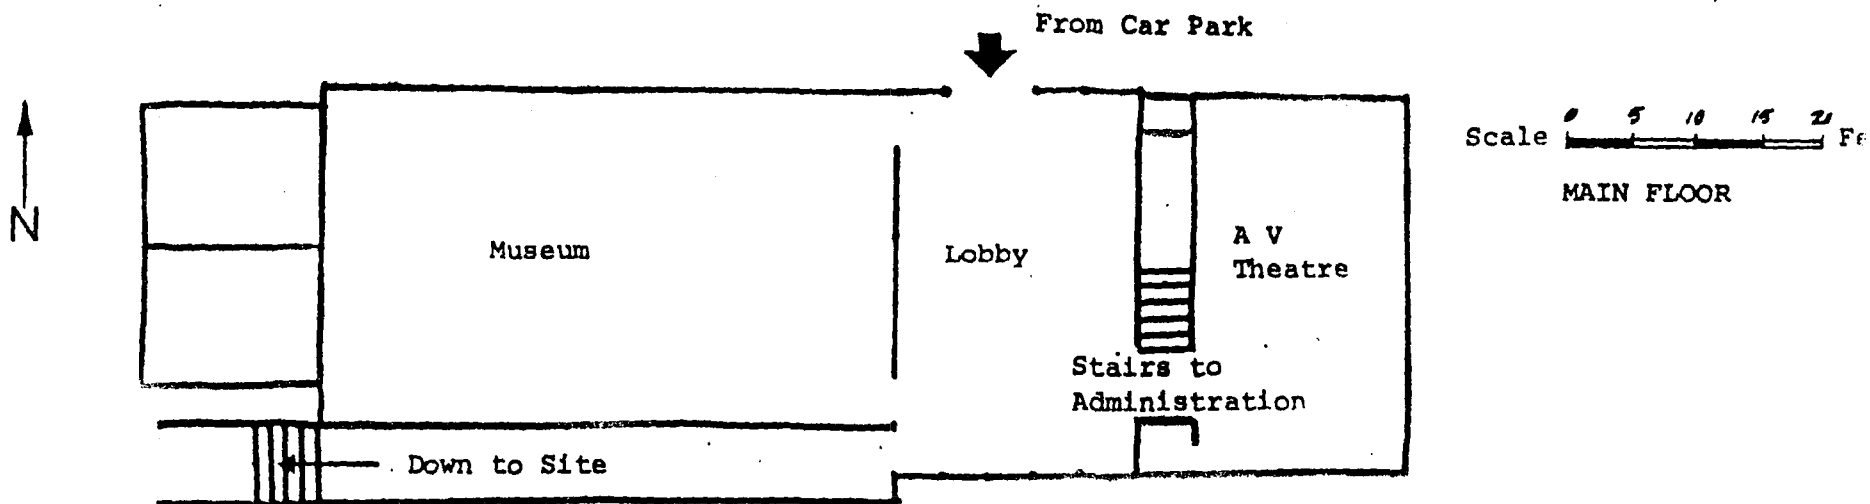 From Car Park
N
Scale 0 5 10 15 20
MAIN FLOOR
Museum
Lobby
A V
Theatre
Stairs to
Administration
Down to Site